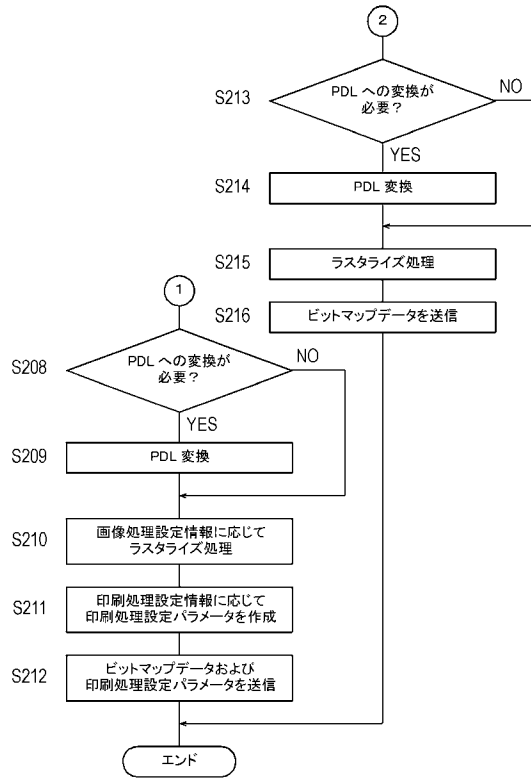 2
S213
PDL への変換が
必要？
NO
YES
S214
PDL 変換
S215
ラスタライズ処理
S216
ビットマップデータを送信
1
S208
PDL への変換が
必要？
NO
YES
S209
PDL 変換
S210
画像処理設定情報に応じて
ラスタライズ処理
S211
印刷処理設定情報に応じて
印刷処理設定パラメータを作成
S212
ビットマップデータおよび
印刷処理設定パラメータを送信
エンド